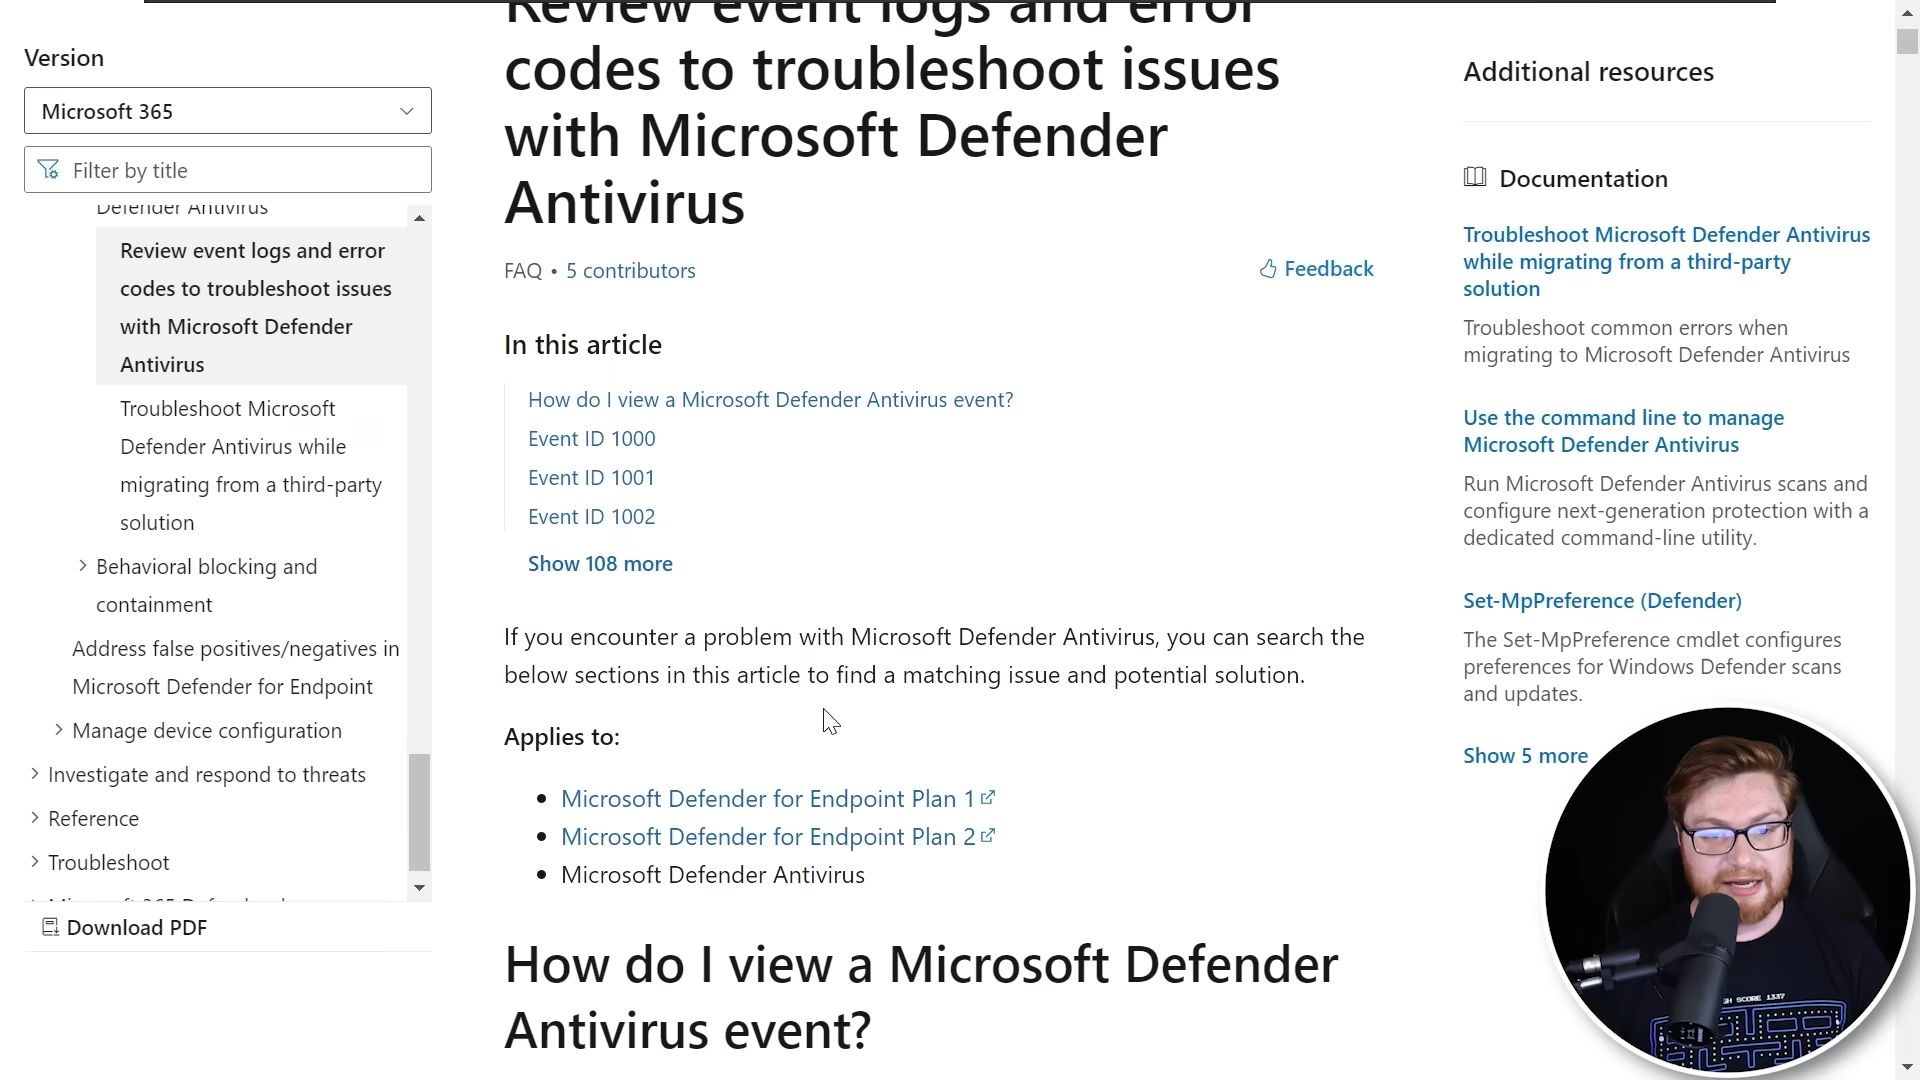 Review event logs and error
codes to troubleshoot issues
with Microsoft Defender
Antivirus
FAQ • 5 contributors
Feedback
In this article
How do I view a Microsoft Defender Antivirus event?
Event ID 1000
Event ID 1001
Event ID 1002
Show 108 more
If you encounter a problem with Microsoft Defender Antivirus, you can search the
below sections in this article to find a matching issue and potential solution.
Applies to:
• Microsoft Defender for Endpoint Plan 1
• Microsoft Defender for Endpoint Plan 2
• Microsoft Defender Antivirus
How do I view a Microsoft Defender
Antivirus event?
Version
Microsoft 365
Filter by title
Defender Antivirus
Review event logs and error
codes to troubleshoot issues
with Microsoft Defender
Antivirus
Troubleshoot Microsoft
Defender Antivirus while
migrating from a third-party
solution
Behavioral blocking and
containment
Address false positives/negatives in
Microsoft Defender for Endpoint
Manage device configuration
Investigate and respond to threats
Reference
Troubleshoot
Download PDF
Additional resources
Documentation
Troubleshoot Microsoft Defender Antivirus
while migrating from a third-party
solution
Troubleshoot common errors when
migrating to Microsoft Defender Antivirus
Use the command line to manage
Microsoft Defender Antivirus
Run Microsoft Defender Antivirus scans and
configure next-generation protection with a
dedicated command-line utility.
Set-MpPreference (Defender)
The Set-MpPreference cmdlet configures
preferences for Windows Defender scans
and updates.
Show 5 more
SCORE 1337